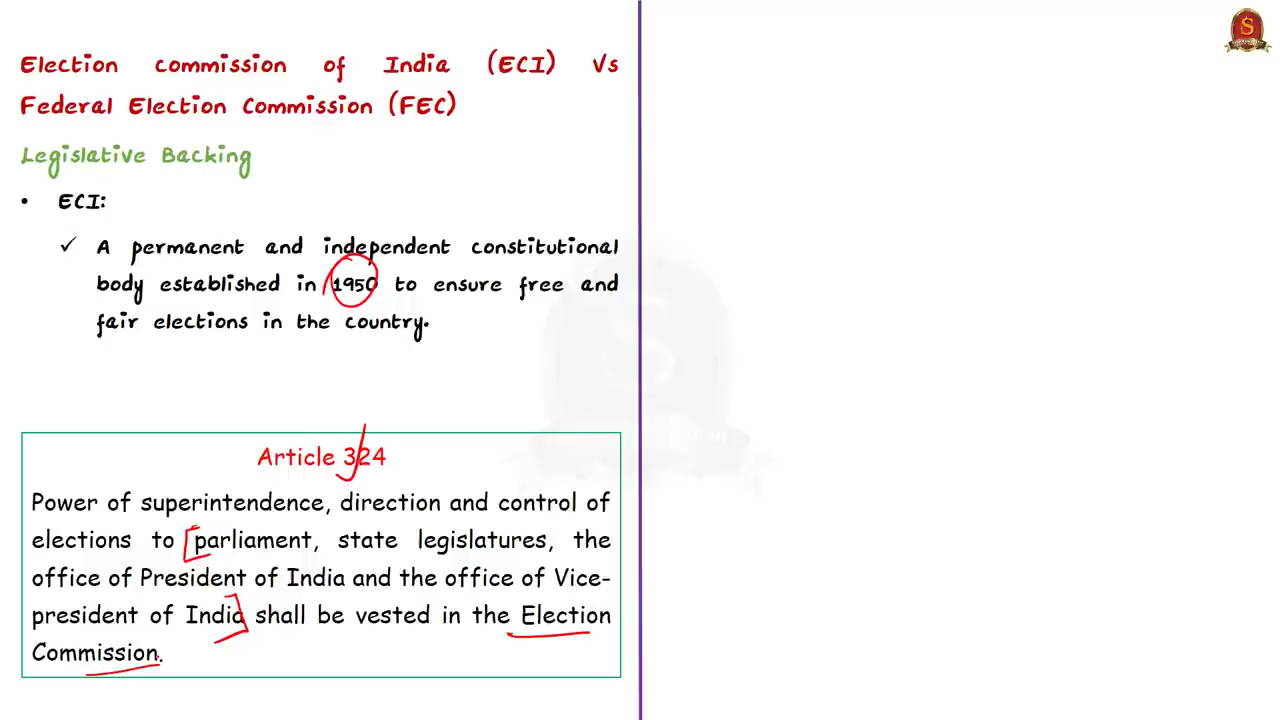 Election commission of India (ECI) Vs
Federal Election Commission (FEC)
Legislative Backing
• ECI:
✓ A permanent and independent constitutional
body established in 1950 to ensure free and
fair elections in the country.
Article 324
Power of superintendence, direction and control of
elections to parliament, state legislatures, the
office of President of India and the office of Vice-
president of India shall be vested in the Election
Commission.
S